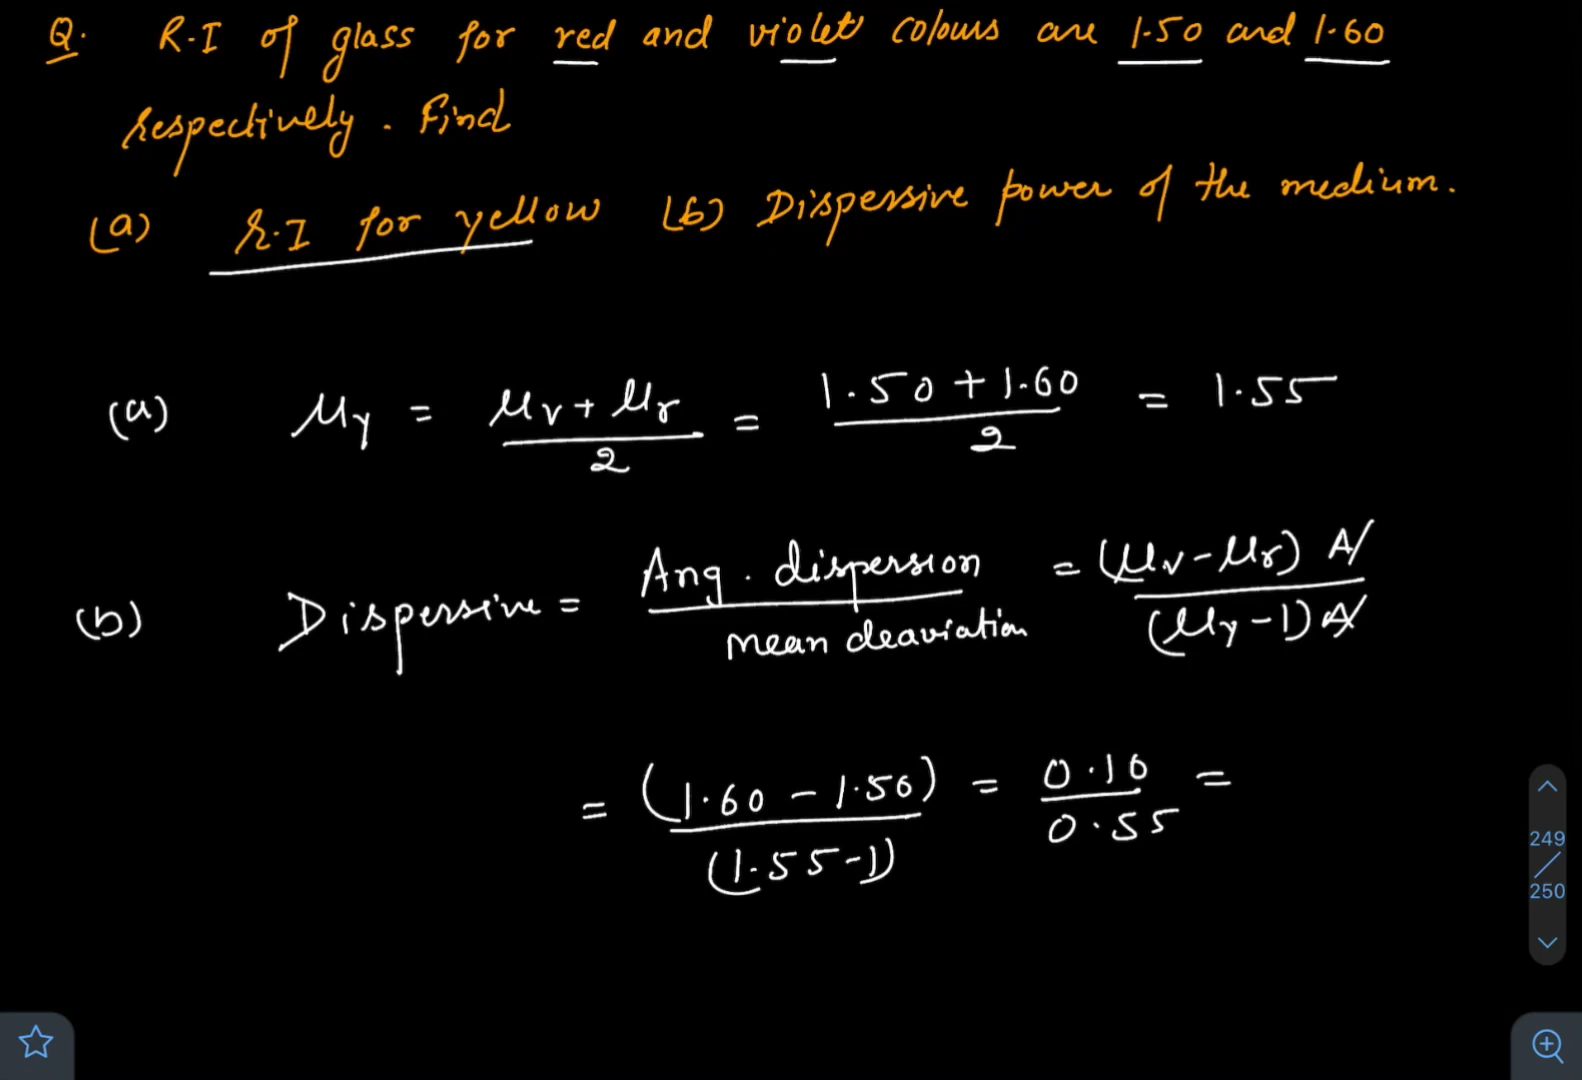 Q. R.I of glass for red and violet colours are 1.50 and 1.60
respectively. Find
(a) R.I for yellow (b) Dispersive power of the medium.
(a) μy = μv + μr / 2 = 1.50 + 1.60 / 2 = 1.55
(b) Dispersive = Ang. dispersion / mean deaviation = (μv - μr) A / (μy - 1) A
= (1.60 - 1.50) / (1.55 - 1) = 0.10 / 0.55 =
249
/
250